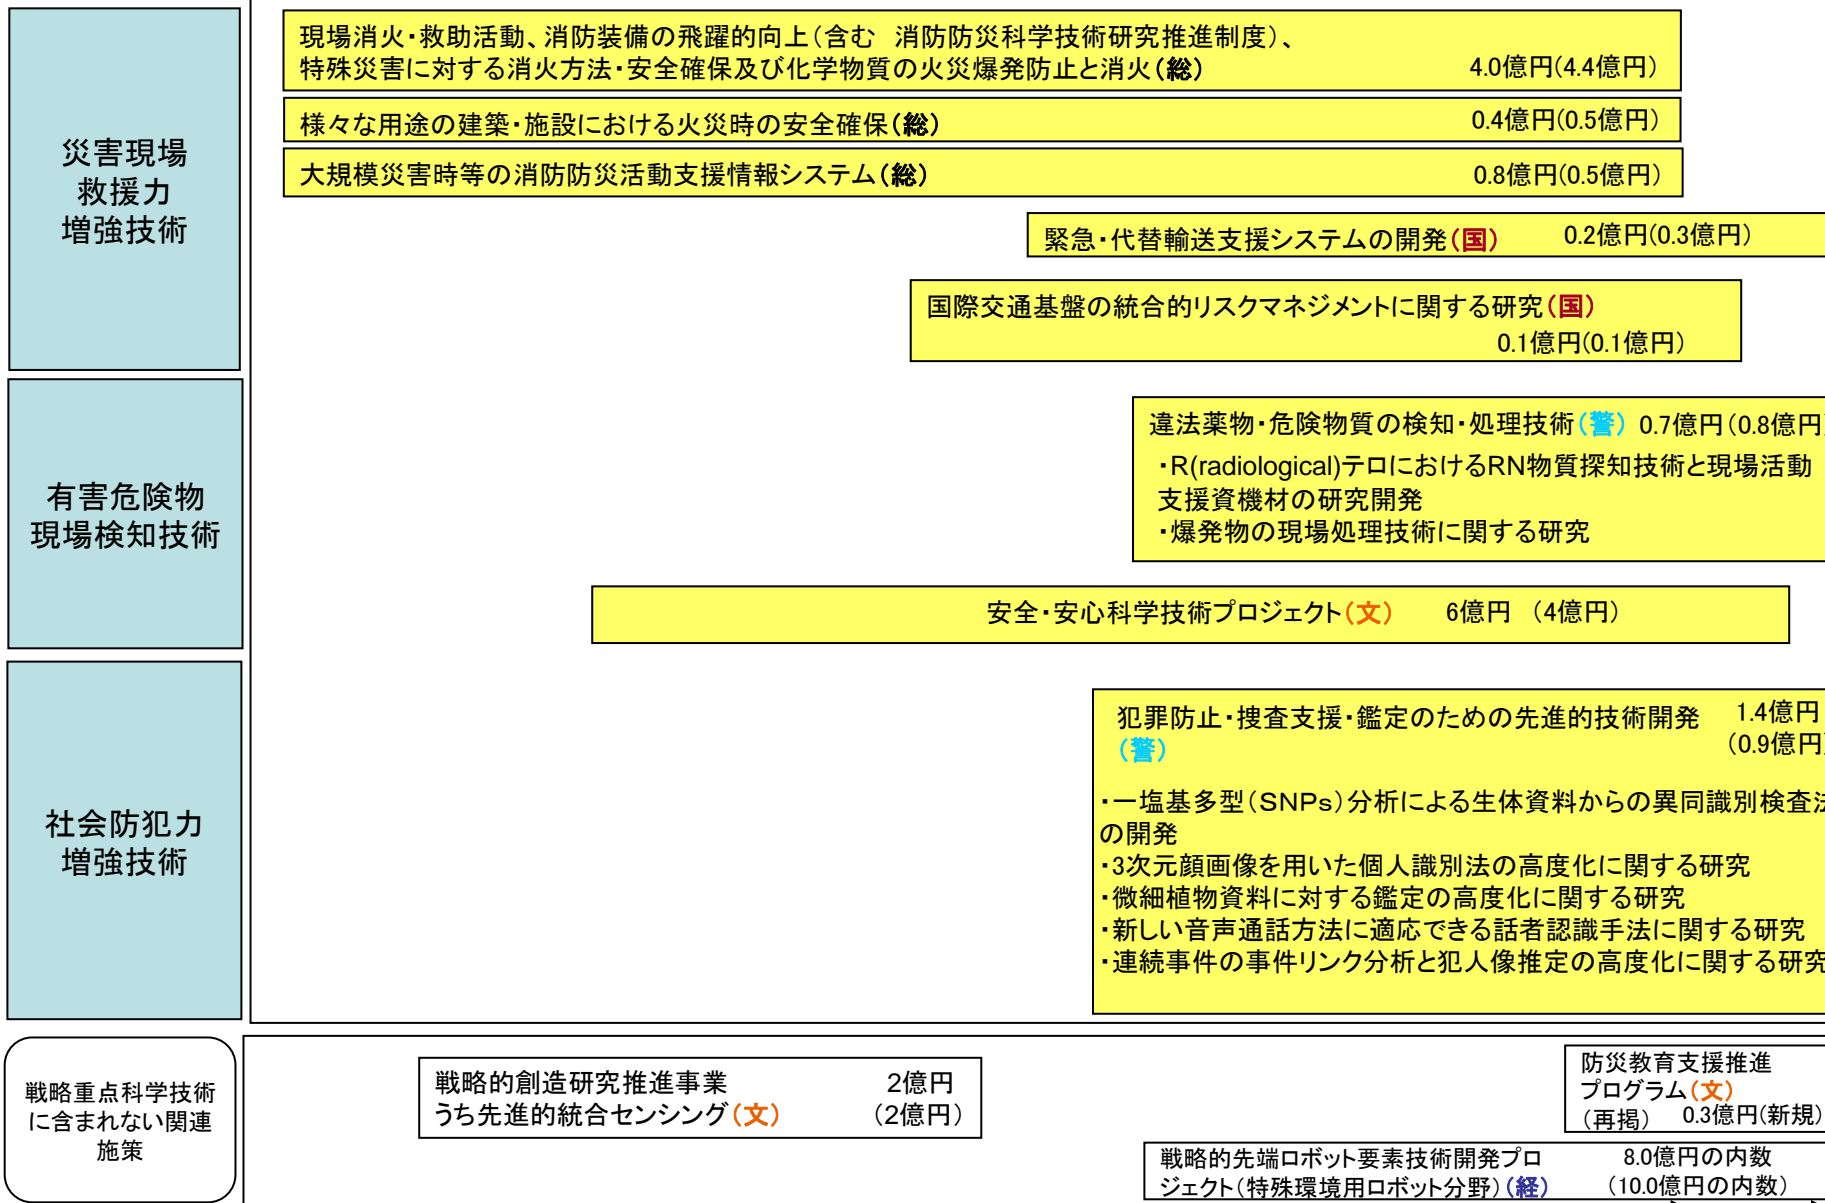 災害現場
救援力
増強技術
現場消火・救助活動、消防装備の飛躍的向上（含む　消防防災科学技術研究推進制度）、
特殊災害に対する消火方法・安全確保及び化学物質の火災爆発防止と消火（総）　4.0億円（4.4億円）
様々な用途の建築・施設における火災時の安全確保（総）　0.4億円（0.5億円）
大規模災害時等の消防防災活動支援情報システム（総）　0.8億円（0.5億円）
緊急・代替輸送支援システムの開発（国）　0.2億円（0.3億円）
国際交通基盤の統合的リスクマネジメントに関する研究（国）
0.1億円（0.1億円）
有害危険物
現場検知技術
違法薬物・危険物質の検知・処理技術（警）　0.7億円（0.8億円
・R(radiological)テロにおけるRN物質探知技術と現場活動
支援資機材の研究開発
・爆発物の現場処理技術に関する研究
安全・安心科学技術プロジェクト（文）　6億円　（4億円）
社会防犯力
増強技術
犯罪防止・捜査支援・鑑定のための先進的技術開発　1.4億円
（警）　（0.9億円）
・一塩基多型（SNPs）分析による生体資料からの異同識別検査法
の開発
・3次元顔画像を用いた個人識別法の高度化に関する研究
・微細植物資料に対する鑑定の高度化に関する研究
・新しい音声通話方法に適応できる話者認識手法に関する研究
・連続事件の事件リンク分析と犯人像推定の高度化に関する研究
戦略重点科学技術
に含まれない関連
施策
戦略的創造研究推進事業　2億円
うち先進的統合センシング（文）　（2億円）
防災教育支援推進
プログラム（文）
（再掲）　0.3億円（新規）
戦略的先端ロボット要素技術開発プロ　8.0億円の内数
ジェクト（特殊環境用ロボット分野）（経）　（10.0億円の内数）